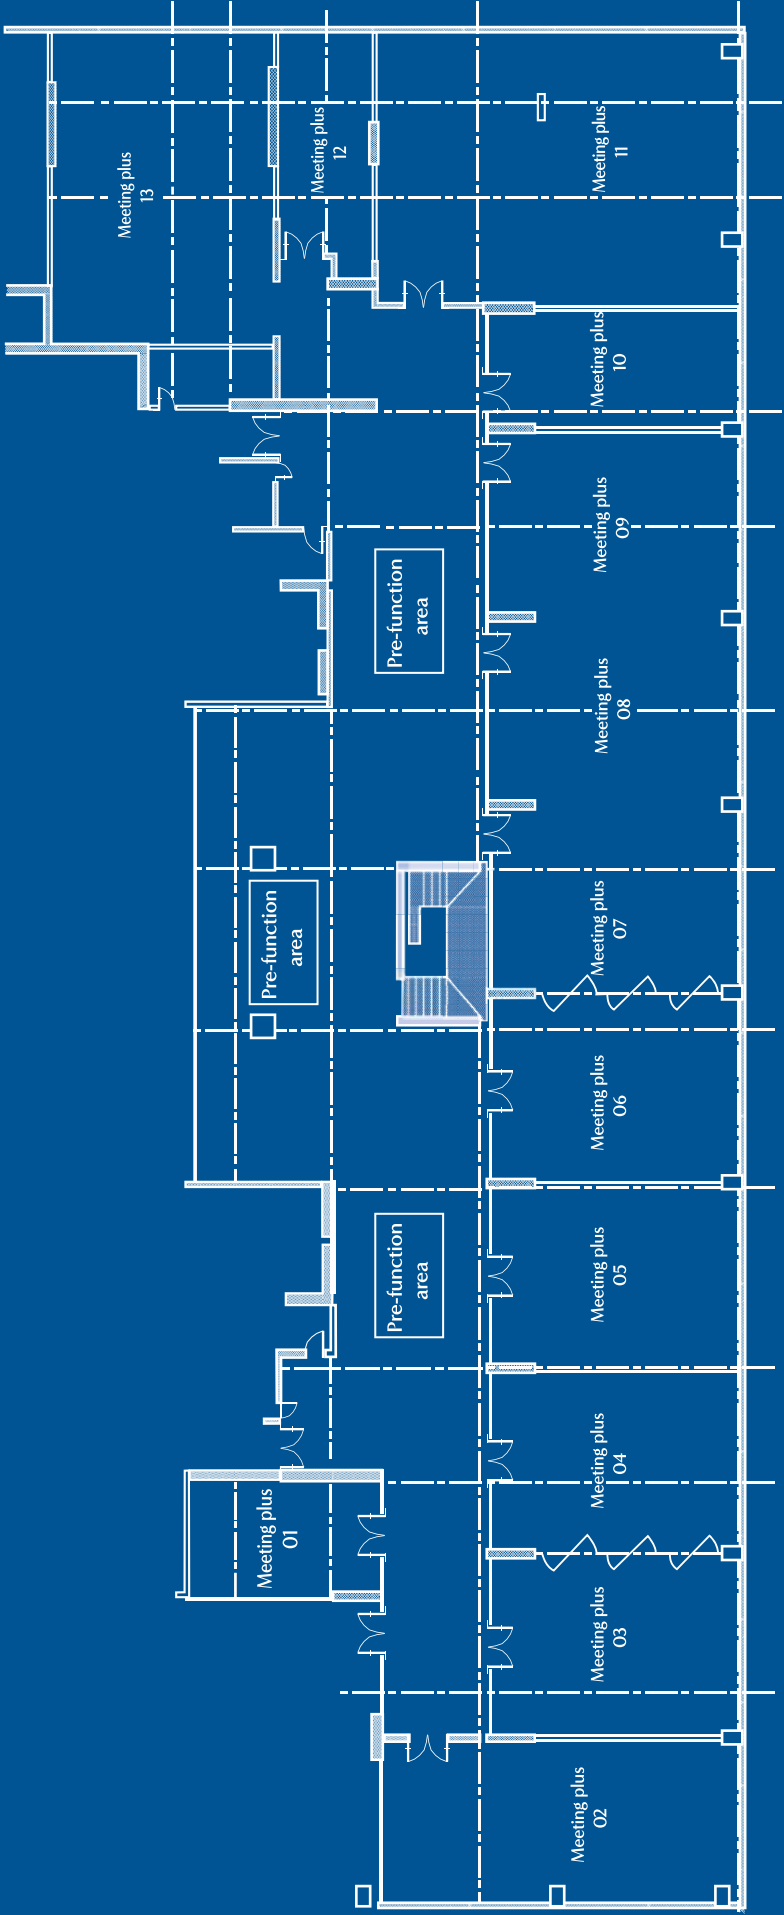 Meeting plus
13
Meeting plus
12
Meeting plus
11
Meeting plus
10
Meeting plus
09
Pre-function
area
Meeting plus
08
Pre-function
area
Meeting plus
07
Meeting plus
06
Pre-function
area
Meeting plus
05
Meeting plus
04
Meeting plus
01
Meeting plus
03
Meeting plus
02